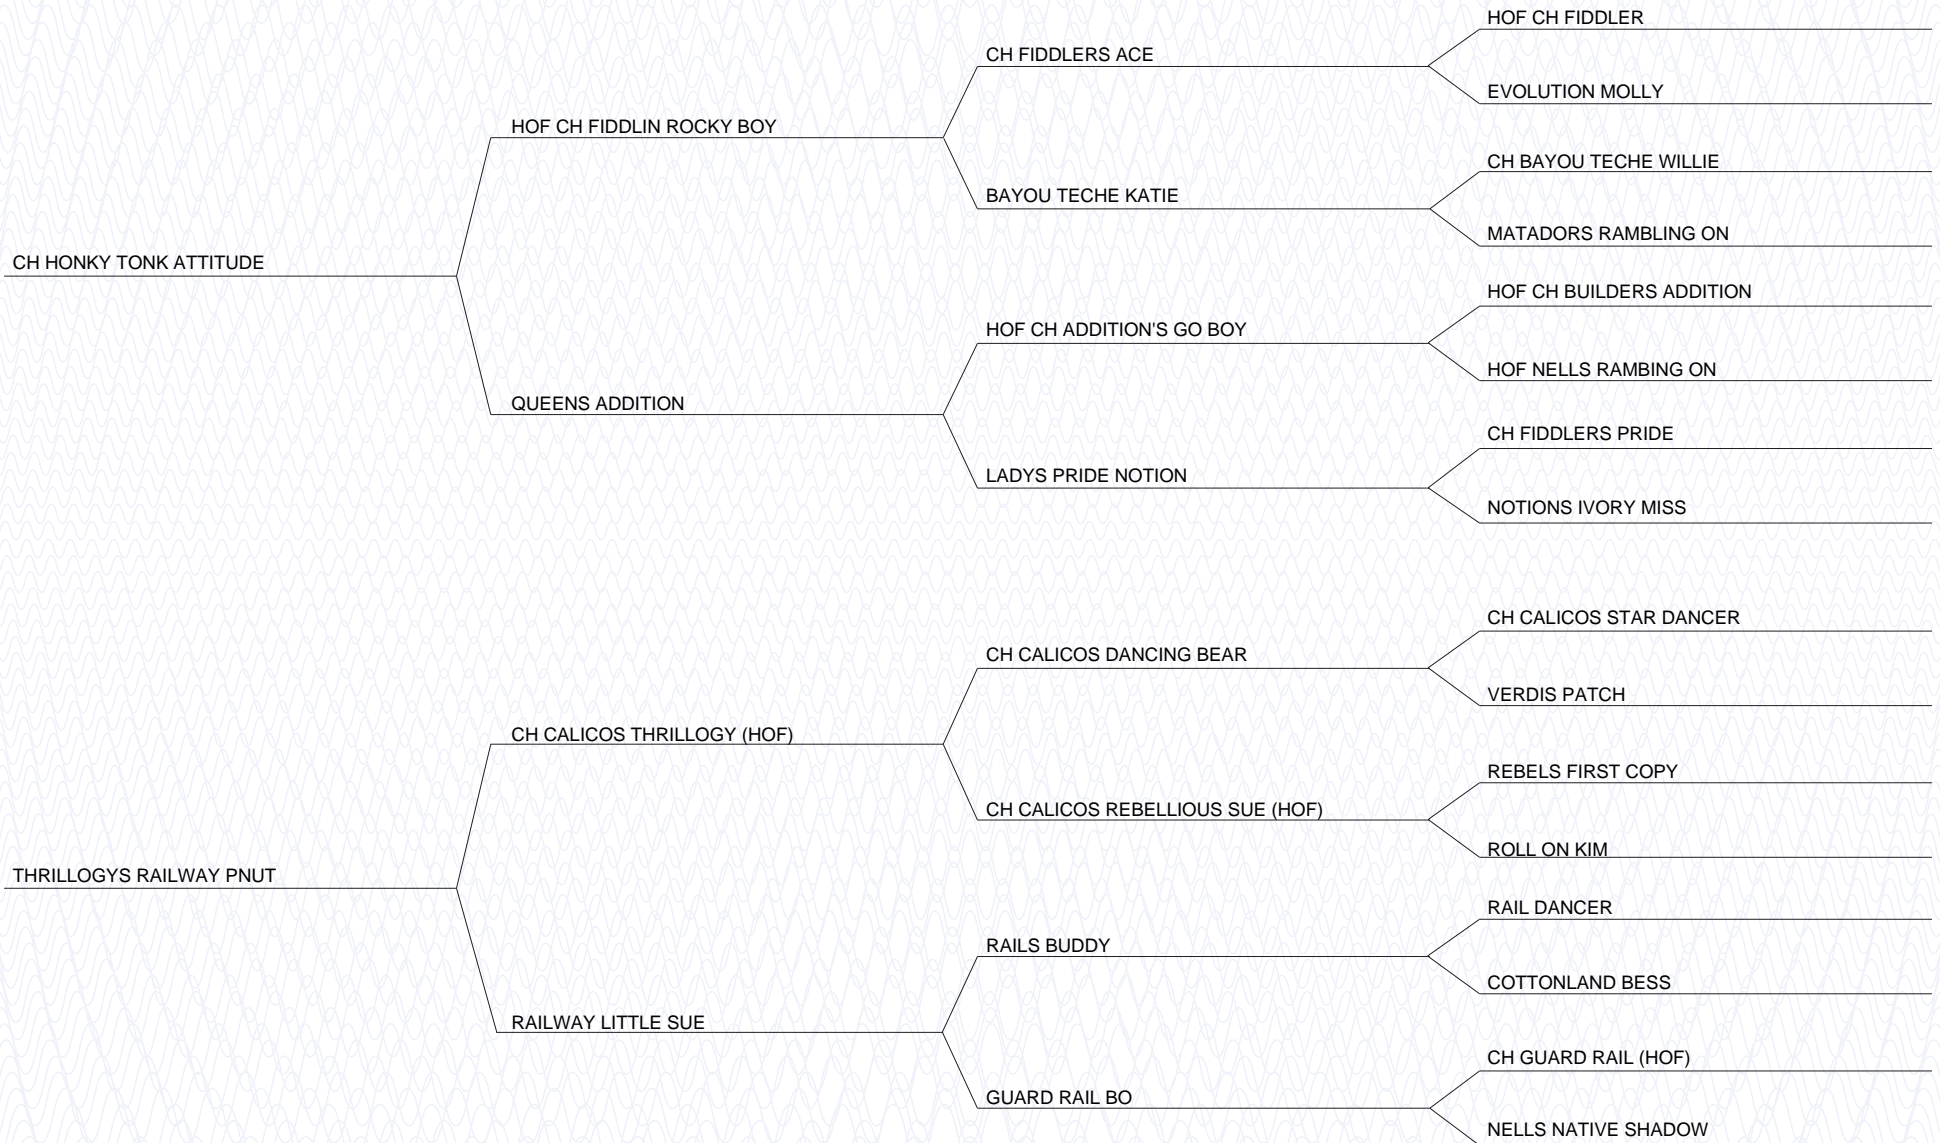 HOF CH FIDDLER
CH FIDDLERS ACE
EVOLUTION MOLLY
HOF CH FIDDLIN ROCKY BOY
CH BAYOU TECHE WILLIE
BAYOU TECHE KATIE
MATADORS RAMBLING ON
CH HONKY TONK ATTITUDE
HOF CH BUILDERS ADDITION
HOF CH ADDITION'S GO BOY
HOF NELLS RAMBING ON
QUEENS ADDITION
CH FIDDLERS PRIDE
LADYS PRIDE NOTION
NOTIONS IVORY MISS
CH CALICOS STAR DANCER
CH CALICOS DANCING BEAR
VERDIS PATCH
CH CALICOS THRILLOGY (HOF)
REBELS FIRST COPY
CH CALICOS REBELLIOUS SUE (HOF)
ROLL ON KIM
THRILLOGYS RAILWAY PNUT
RAIL DANCER
RAILS BUDDY
COTTONLAND BESS
RAILWAY LITTLE SUE
CH GUARD RAIL (HOF)
GUARD RAIL BO
NELLS NATIVE SHADOW